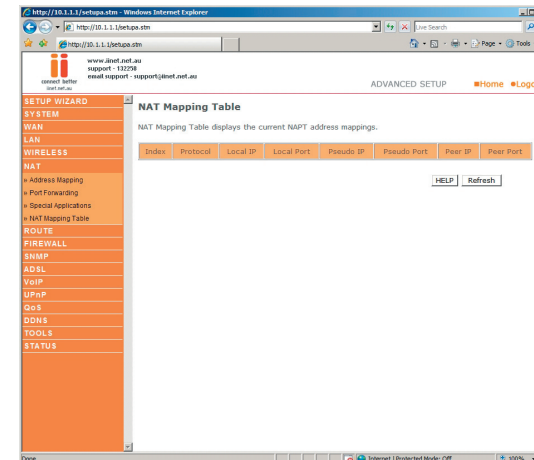 http://10.1.1.1/setupa.stm - Windows Internet Explorer
http://10.1.1.1/setupa.stm
Live Search
http://10.1.1.1/setupa.stm
Page
Tools
connect better
iinet.net.au
www.iinet.net.au
support - 132258
email support - support@iinet.net.au
ADVANCED SETUP
Home
Logo
SETUP WIZARD
SYSTEM
WAN
LAN
WIRELESS
NAT
» Address Mapping
» Port Forwarding
» Special Applications
» NAT Mapping Table
ROUTE
FIREWALL
SNMP
ADSL
VoIP
UPnP
QoS
DDNS
TOOLS
STATUS
NAT Mapping Table
NAT Mapping Table displays the current NAPT address mappings.
Index Protocol Local IP Local Port Pseudo IP Pseudo Port Peer IP Peer Port
HELP Refresh
Done
Internet | Protected Mode: Off
100%